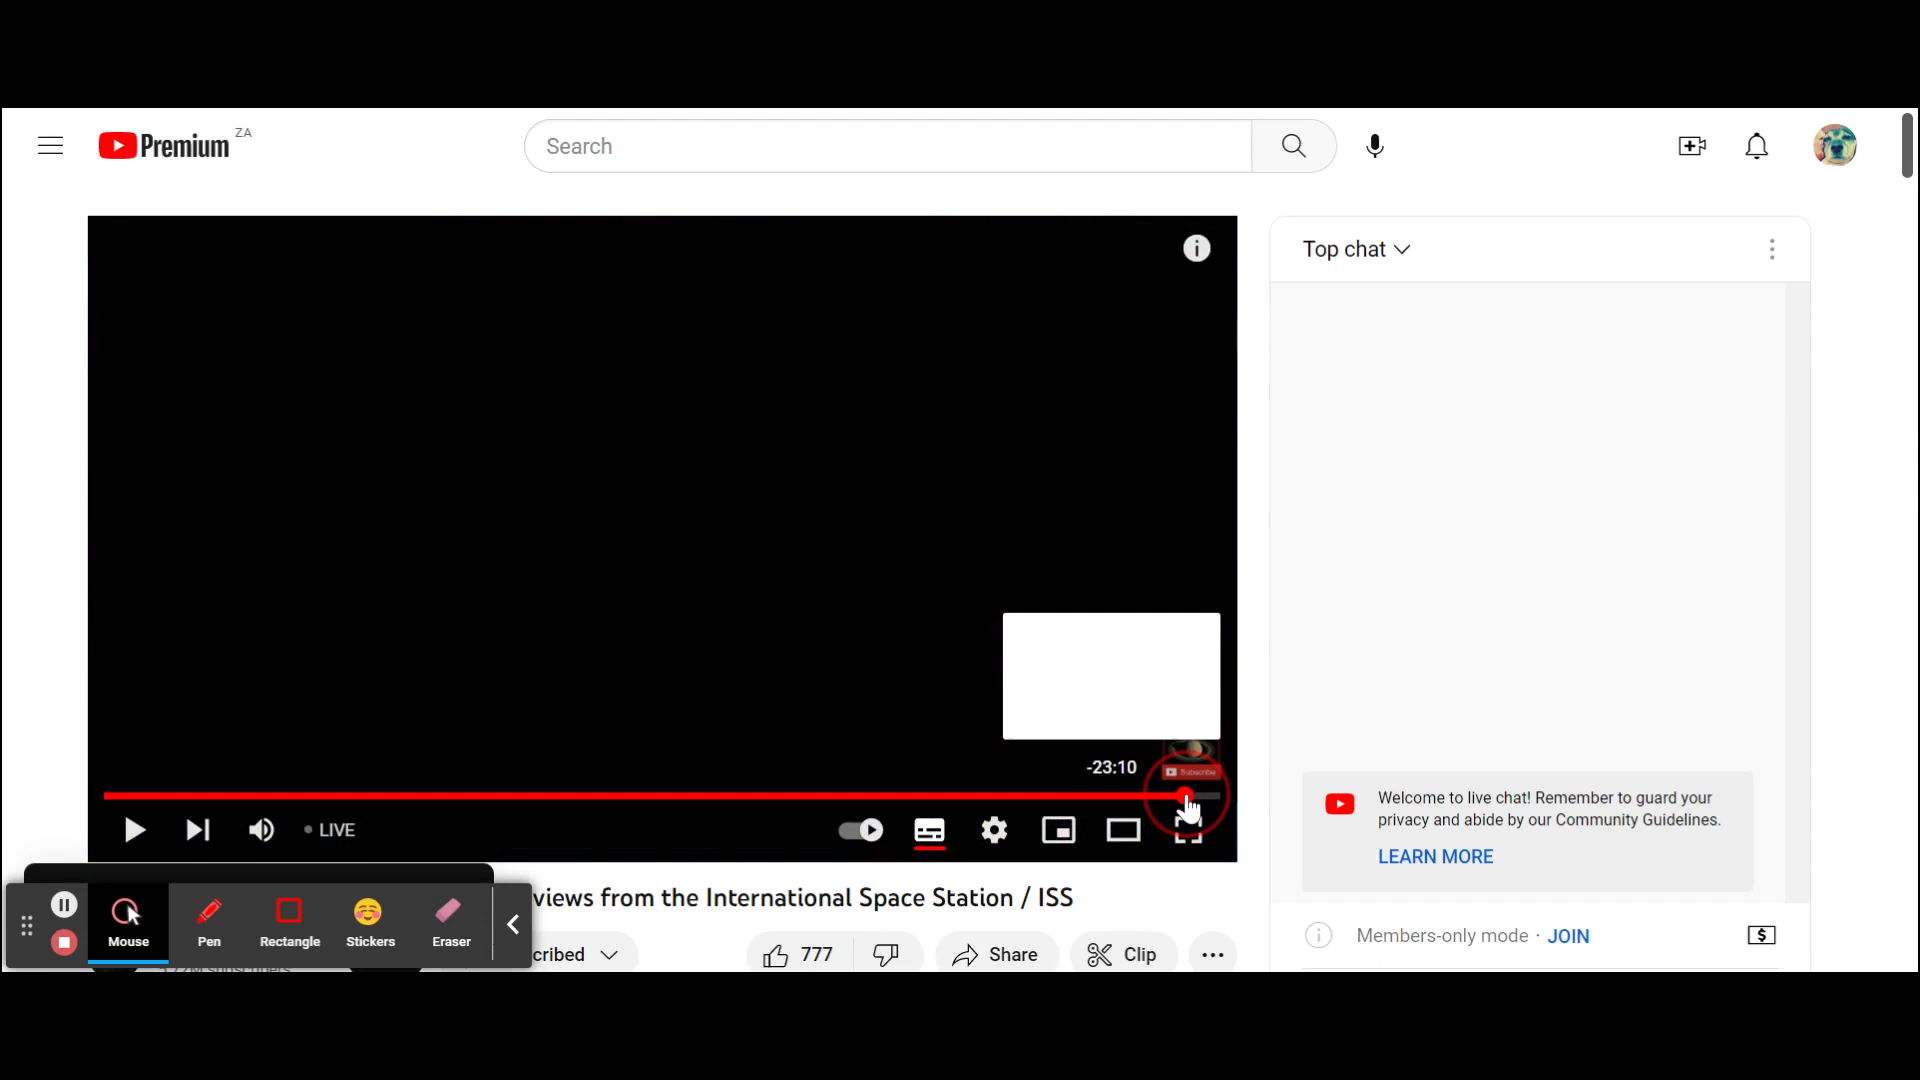 Premium ZA
Search
Top chat
-23:10
Subscribe
LIVE
Welcome to live chat! Remember to guard your
privacy and abide by our Community Guidelines.
LEARN MORE
views from the International Space Station / ISS
Mouse
Pen
Rectangle
Stickers
Eraser
cribed
777
Share
Clip
Members-only mode · JOIN